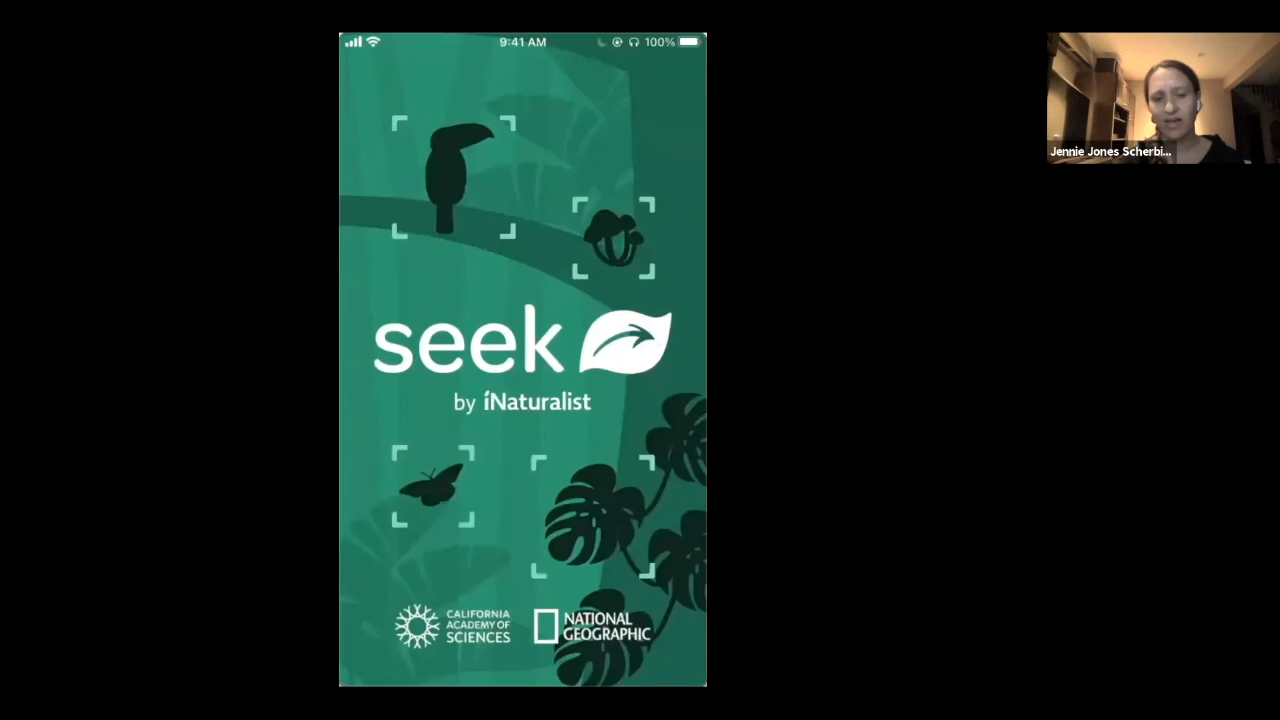 9:41 AM 100%
seek
by iNaturalist
CALIFORNIA
ACADEMY OF
SCIENCES
NATIONAL
GEOGRAPHIC
Jennie Jones Scherbi...